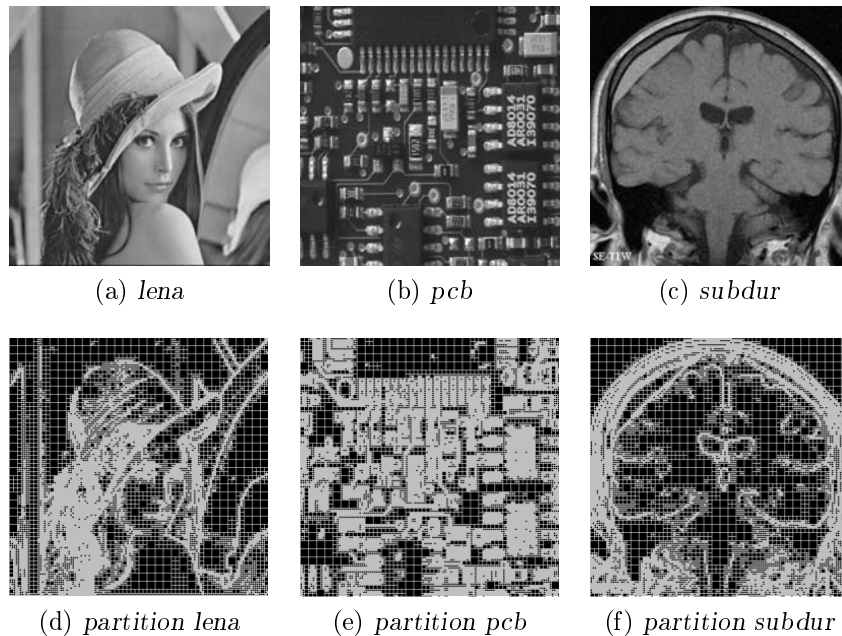 AD8014
AR0031
I39070
AD8014
AR0031
I39070
SE-T1W
(a) lena
(b) pcb
(c) subdur
(d) partition lena
(e) partition pcb
(f) partition subdur